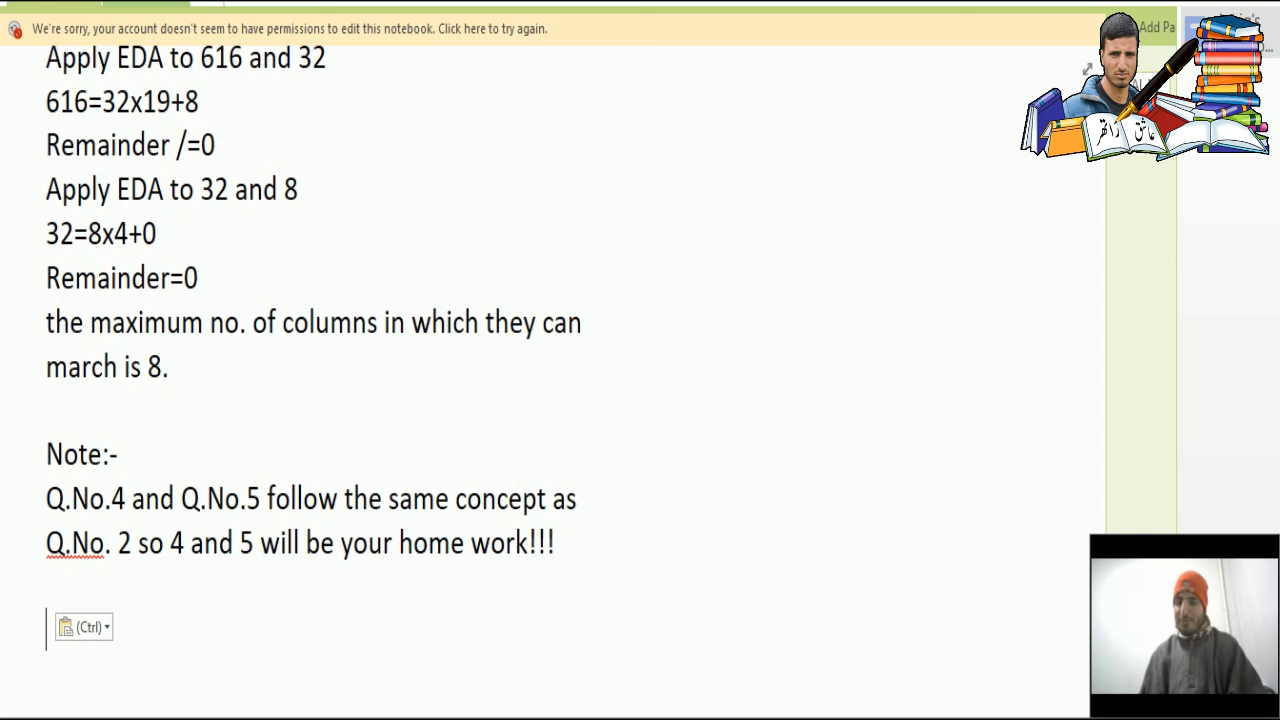 We're sorry, your account doesn't seem to have permissions to edit this notebook. Click here to try again.
Add Pa
Apply EDA to 616 and 32
616=32x19+8
Remainder /=0
Apply EDA to 32 and 8
32=8x4+0
Remainder=0
the maximum no. of columns in which they can
march is 8.
Note:-
Q.No.4 and Q.No.5 follow the same concept as
Q.No. 2 so 4 and 5 will be your home work!!!
(Ctrl)
عاشق راتھر